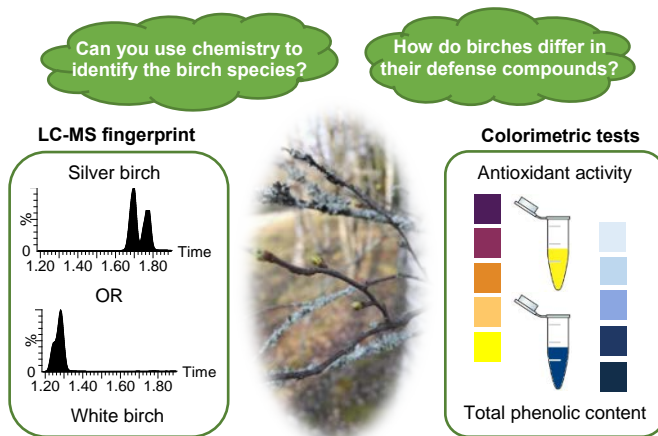 Can you use chemistry to
identify the birch species?
How do birches differ in
their defense compounds?
LC-MS fingerprint
Silver birch
%
0
Time
1.20 1.40 1.60 1.80
OR
%
0
Time
1.20 1.40 1.60 1.80
White birch
Colorimetric tests
Antioxidant activity
Total phenolic content